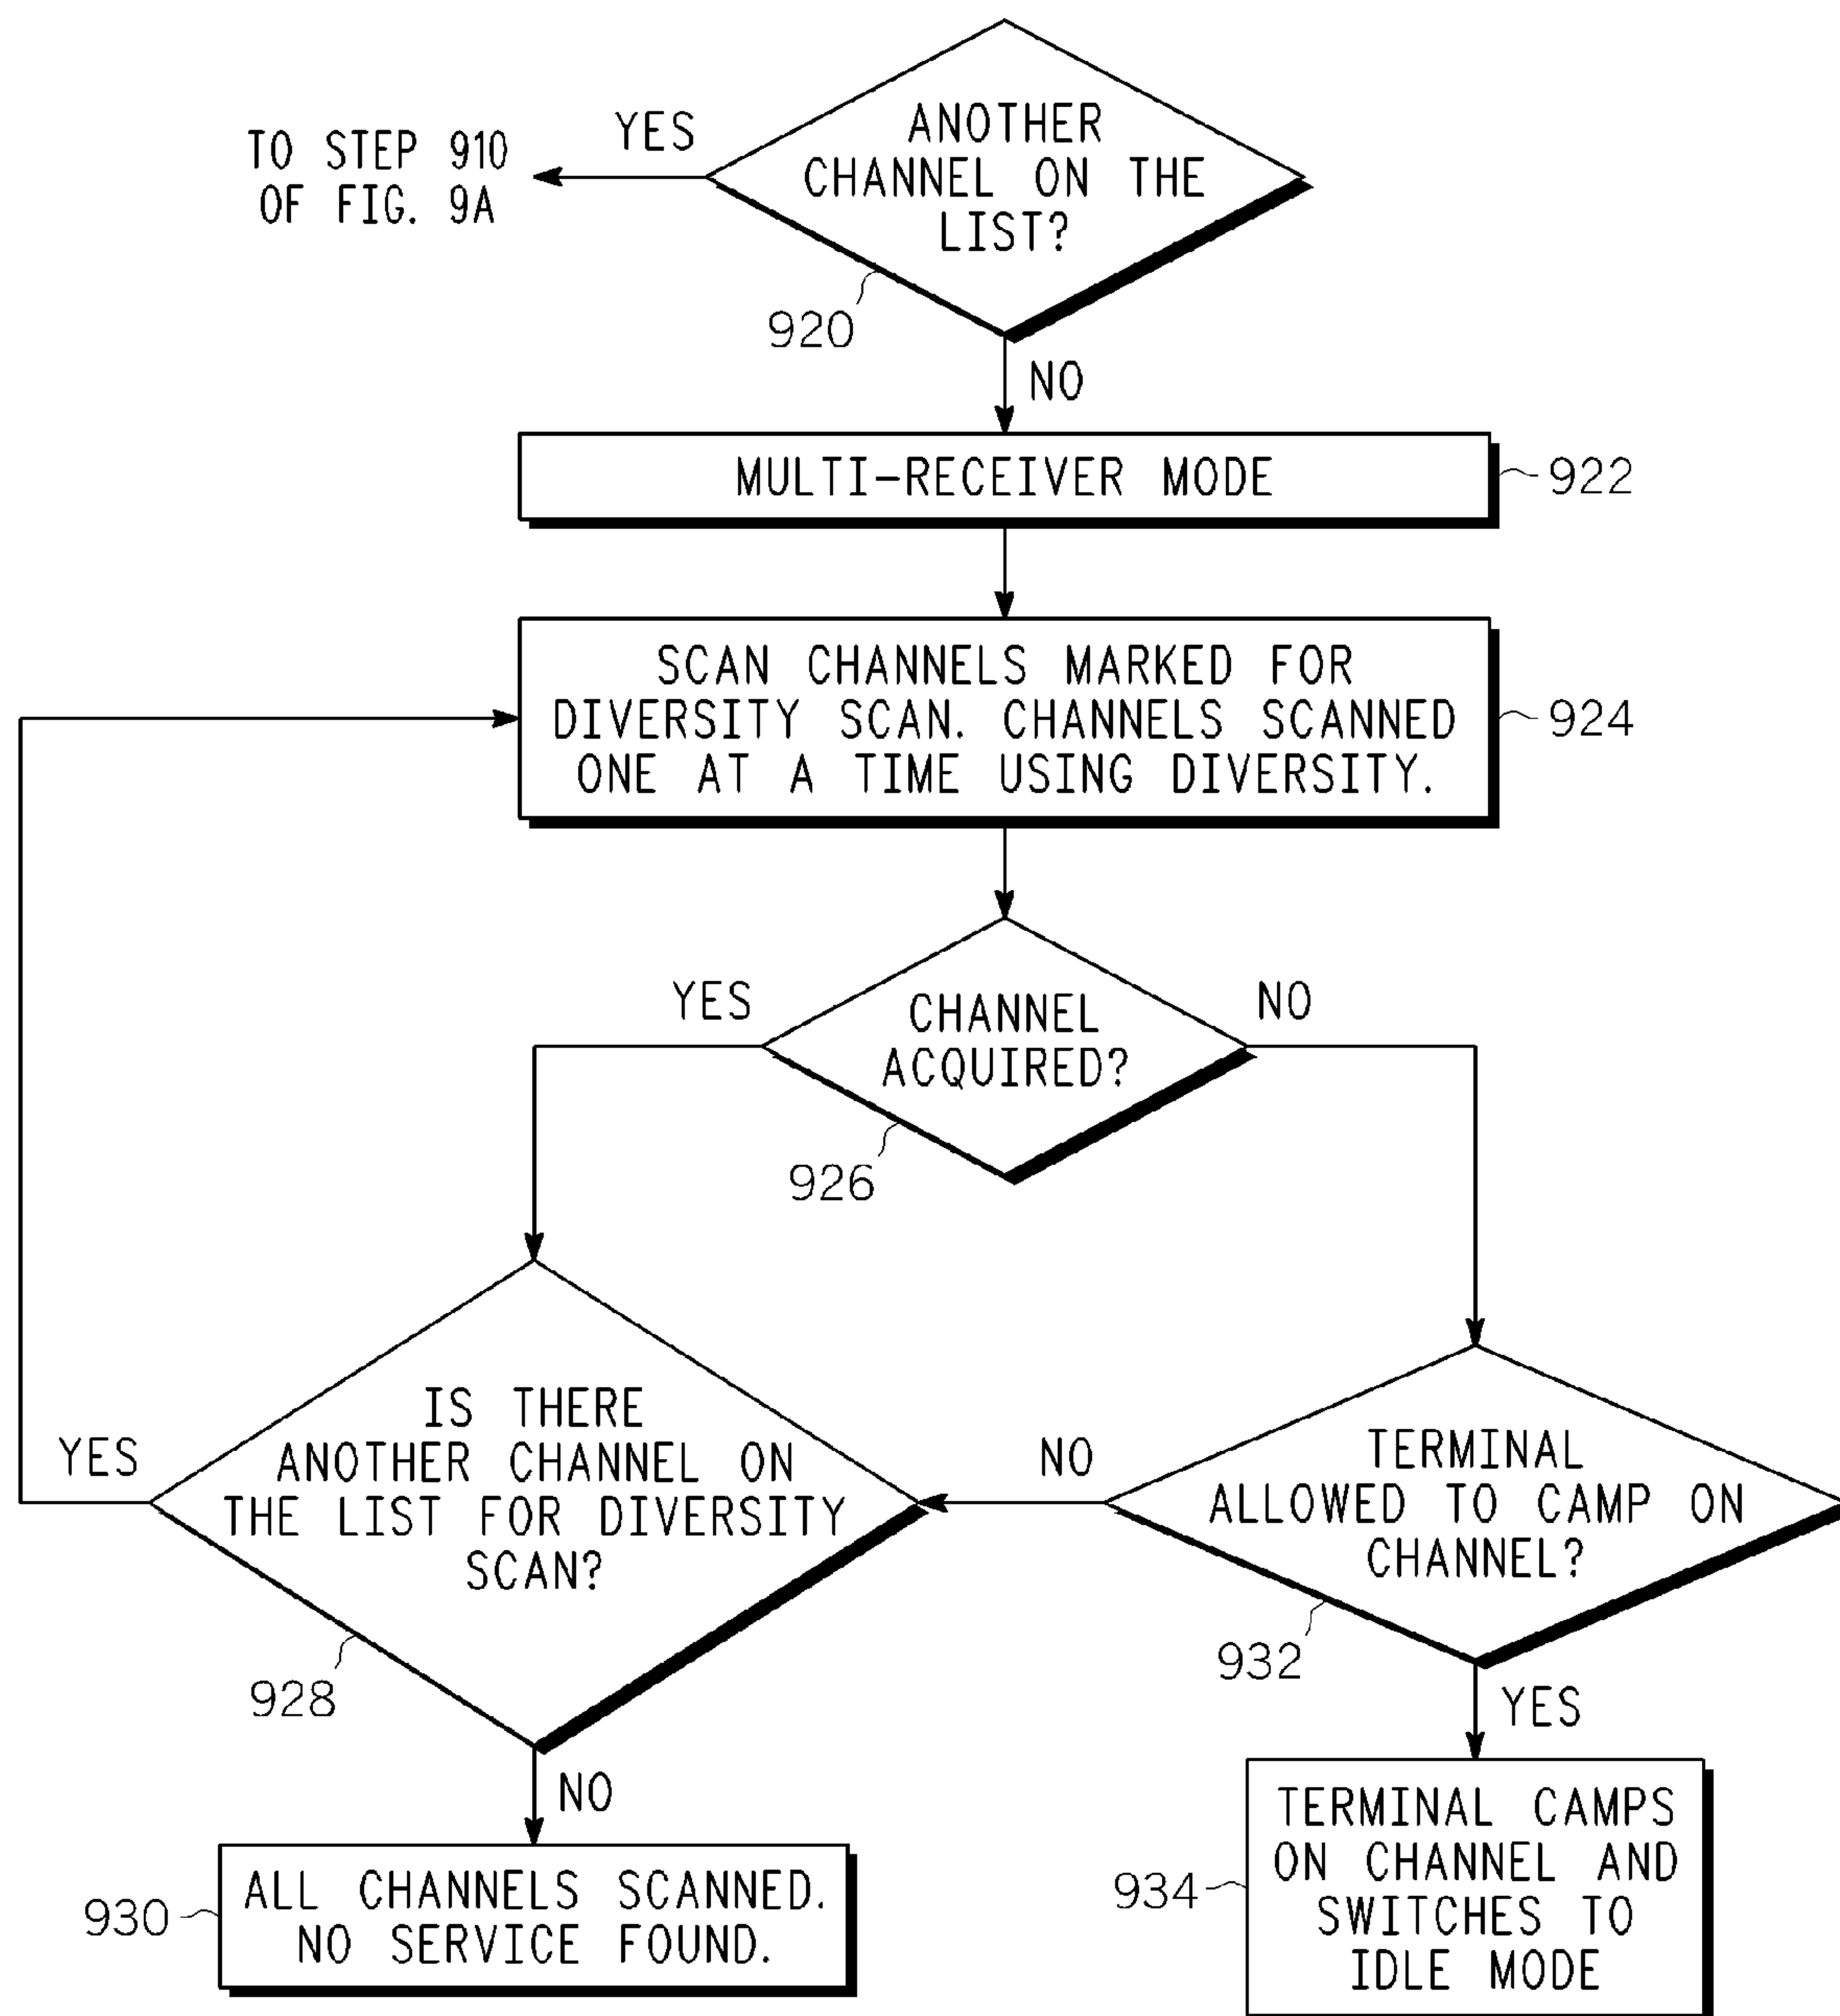 ANOTHER
CHANNEL ON THE
LIST?
YES
TO STEP 910
OF FIG. 9A
920
NO
MULTI-RECEIVER MODE
922
SCAN CHANNELS MARKED FOR
DIVERSITY SCAN. CHANNELS SCANNED
ONE AT A TIME USING DIVERSITY.
924
YES
CHANNEL
ACQUIRED?
NO
926
YES
IS THERE
ANOTHER CHANNEL ON
THE LIST FOR DIVERSITY
SCAN?
NO
TERMINAL
ALLOWED TO CAMP ON
CHANNEL?
928
932
NO
YES
ALL CHANNELS SCANNED.
NO SERVICE FOUND.
930
TERMINAL CAMPS
ON CHANNEL AND
SWITCHES TO
IDLE MODE
934